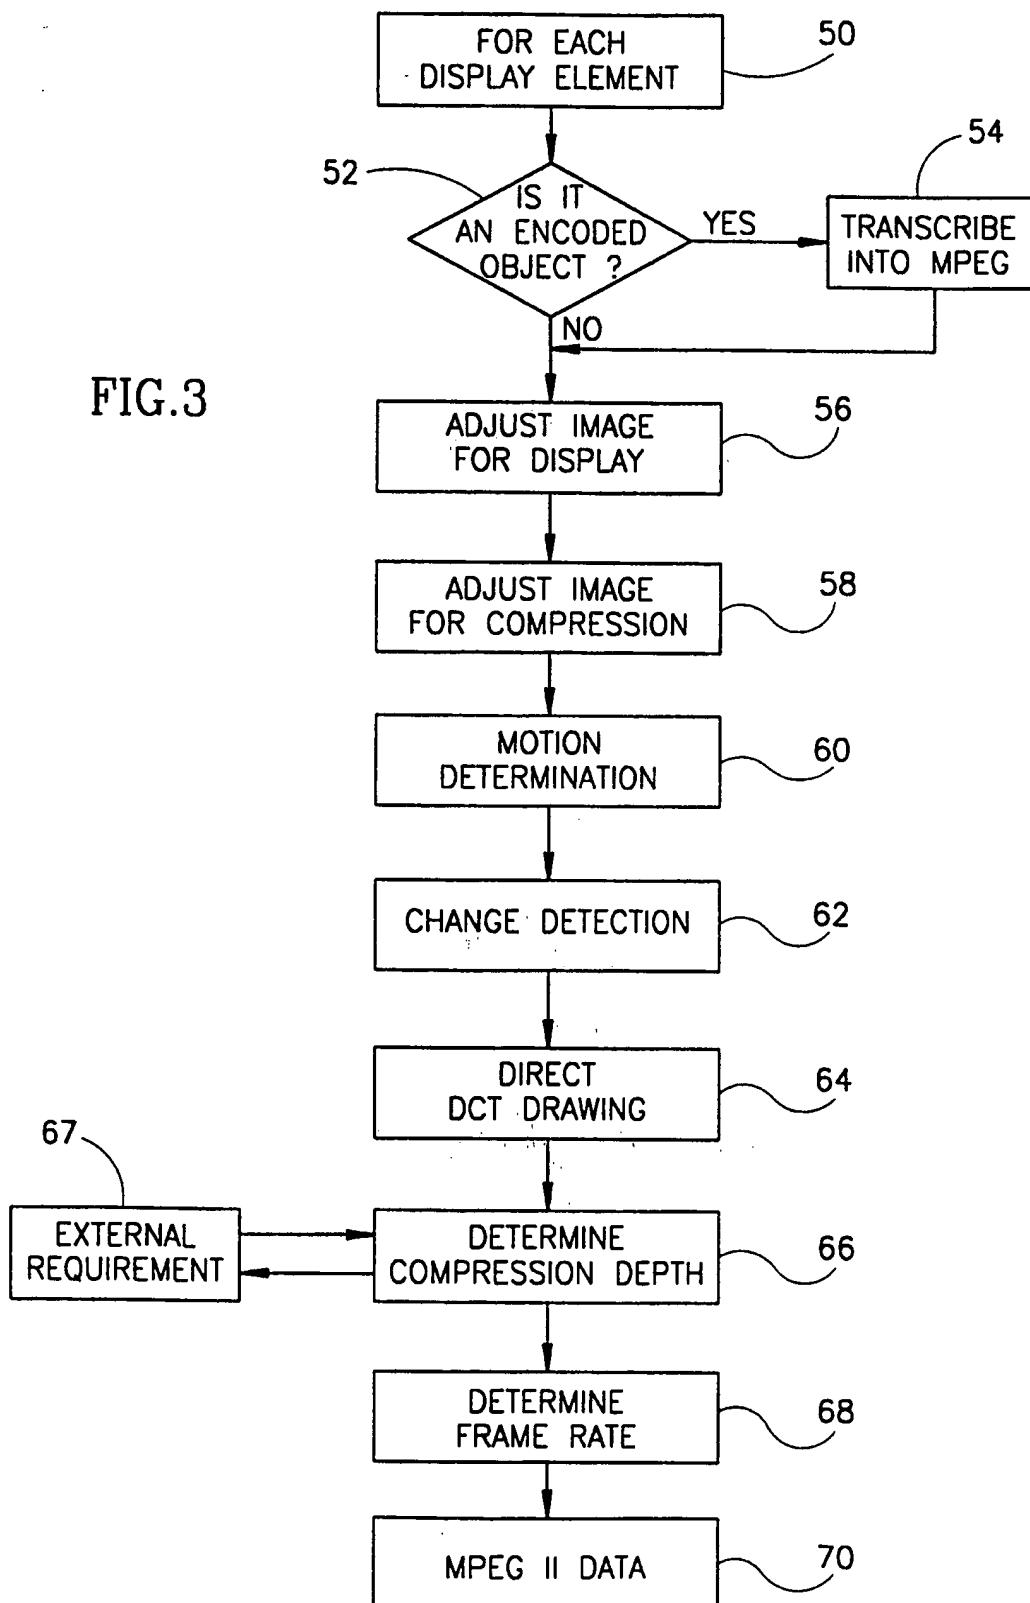 FOR EACH
DISPLAY ELEMENT
50
52
IS IT
AN ENCODED
OBJECT ?
YES
54
TRANSCRIBE
INTO MPEG
NO
FIG.3
ADJUST IMAGE
FOR DISPLAY
56
ADJUST IMAGE
FOR COMPRESSION
58
MOTION
DETERMINATION
60
CHANGE DETECTION
62
DIRECT
DCT DRAWING
64
67
EXTERNAL
REQUIREMENT
DETERMINE
COMPRESSION DEPTH
66
DETERMINE
FRAME RATE
68
MPEG II DATA
70